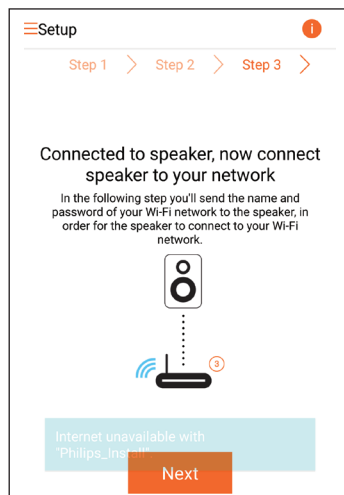 Setup
i
Step 1 > Step 2 > Step 3 >
Connected to speaker, now connect
speaker to your network
In the following step you'll send the name and
password of your Wi-Fi network to the speaker, in
order for the speaker to connect to your Wi-Fi
network.
3
Internet unavailable with
"Philips_Install".
Next